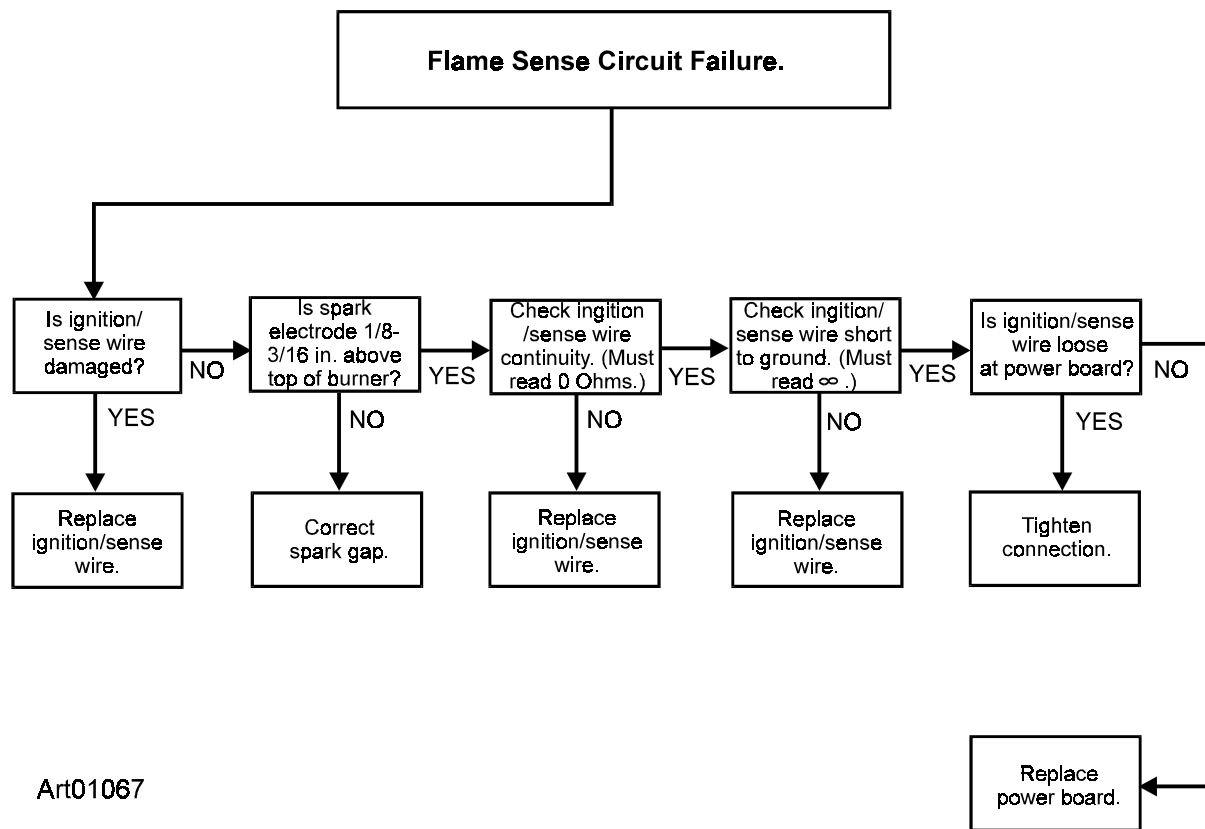 Flame Sense Circuit Failure.
Is ignition/
sense wire
damaged?
NO
YES
Replace
ignition/sense
wire.
Is spark
electrode 1/8-
3/16 in. above
top of burner?
YES
NO
Correct
spark gap.
Check ingition
/sense wire
continuity. (Must
read 0 Ohms.)
YES
NO
Replace
ignition/sense
wire.
Check ingition/
sense wire short
to ground. (Must
read ∞ .)
YES
NO
Replace
ignition/sense
wire.
Is ignition/sense
wire loose
at power board?
NO
YES
Tighten
connection.
Replace
power board.
Art01067